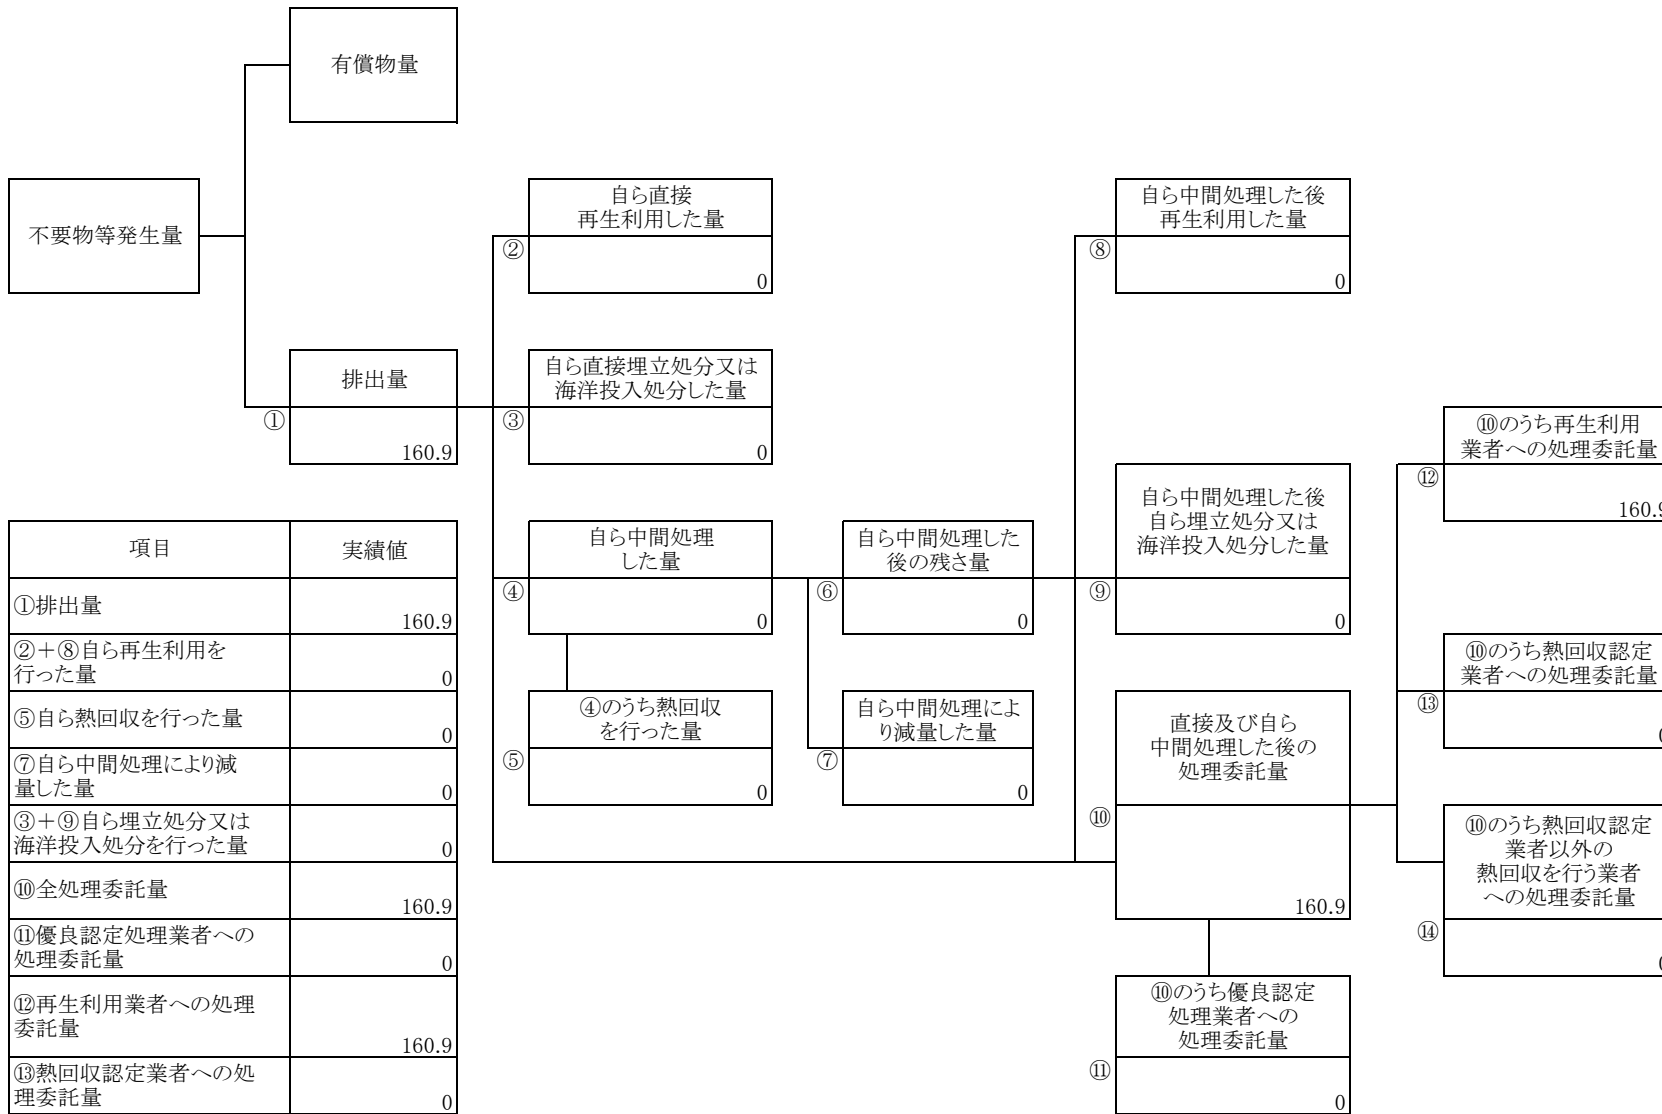 有償物量
不要物等発生量
自ら直接
再生利用した量
②
0
自ら中間処理した後
再生利用した量
⑧
0
排出量
①
160.9
自ら直接埋立処分又は
海洋投入処分した量
③
0
⑩のうち再生利用
業者への処理委託量
⑫
160.9
自ら中間処理
した量
④
0
自ら中間処理した
後の残さ量
⑥
0
自ら中間処理した後
自ら埋立処分又は
海洋投入処分した量
⑨
0
⑩のうち熱回収認定
業者への処理委託量
⑬
0
④のうち熱回収
を行った量
⑤
0
自ら中間処理によ
り減量した量
⑦
0
直接及び自ら
中間処理した後の
処理委託量
⑩
160.9
⑩のうち熱回収認定
業者以外の
熱回収を行う業者
への処理委託量
⑭
0
⑩のうち優良認定
処理業者への
処理委託量
⑪
0
項目 実績値
①排出量 160.9
②+⑧自ら再生利用を
行った量 0
⑤自ら熱回収を行った量 0
⑦自ら中間処理により減
量した量 0
③+⑨自ら埋立処分又は
海洋投入処分を行った量 0
⑩全処理委託量 160.9
⑪優良認定処理業者への
処理委託量 0
⑫再生利用業者への処理
委託量 160.9
⑬熱回収認定業者への処
理委託量 0